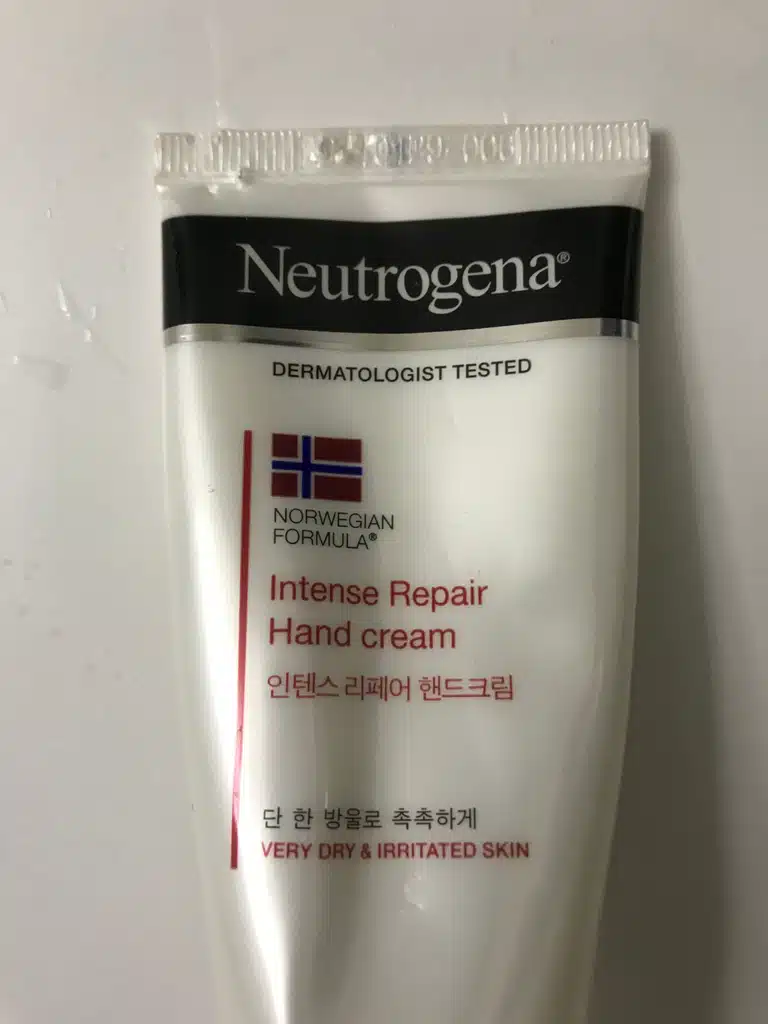 Neutrogena®
DERMATOLOGIST TESTED
NORWEGIAN
FORMULA®
Intense Repair
Hand cream
인텐스 리페어 핸드크림
단 한 방울로 촉촉하게
VERY DRY & IRRITATED SKIN